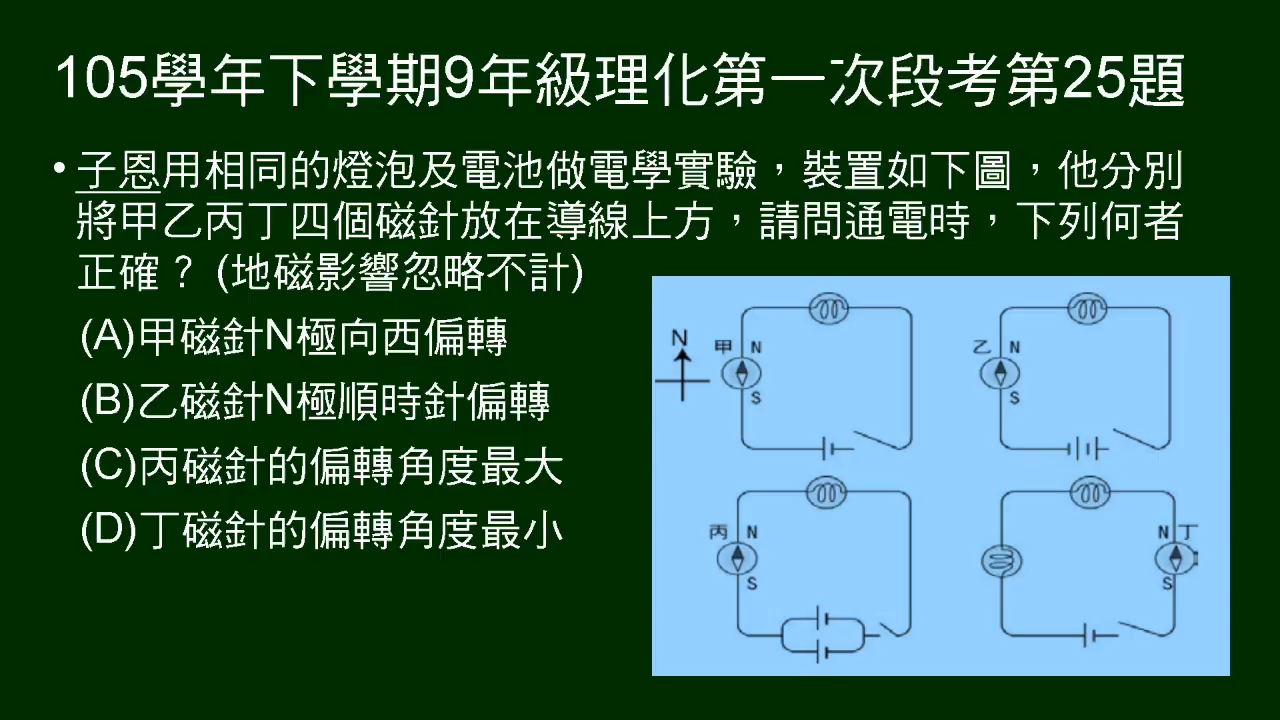 105學年下學期9年級理化第一次段考第25題
• 子恩用相同的燈泡及電池做電學實驗，裝置如下圖，他分別
將甲乙丙丁四個磁針放在導線上方，請問通電時，下列何者
正確？ (地磁影響忽略不計)
(A)甲磁針N極向西偏轉
(B)乙磁針N極順時針偏轉
(C)丙磁針的偏轉角度最大
(D)丁磁針的偏轉角度最小
N
甲 N
S
乙 N
S
丙 N
S
N 丁
S